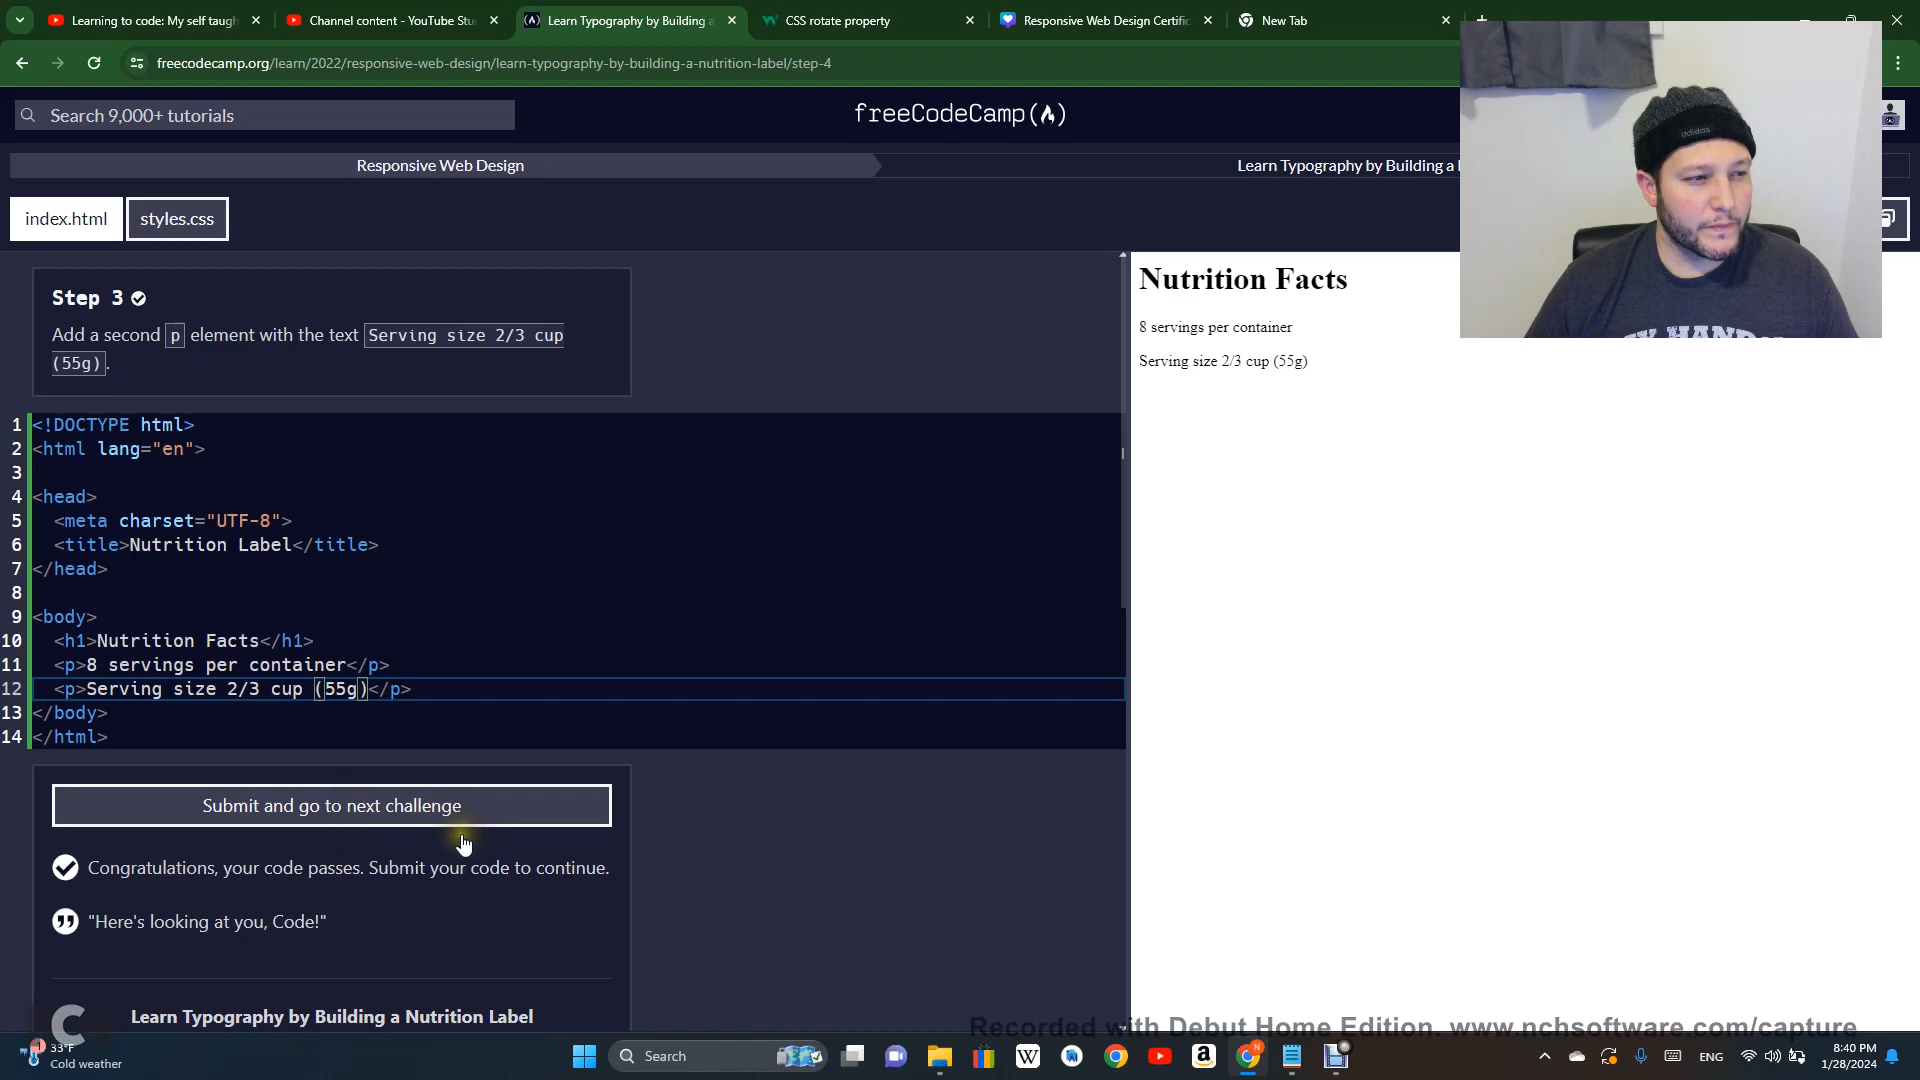 Learning to code: My self taugh
Channel content - YouTube Stu
Learn Typography by Building a
CSS rotate property
Responsive Web Design Certific
New Tab
freecodecamp.org/learn/2022/responsive-web-design/learn-typography-by-building-a-nutrition-label/step-4
Search 9,000+ tutorials
freeCodeCamp(🔥)
Responsive Web Design
Learn Typography by Building a
index.html
styles.css
Step 3
Add a second p element with the text Serving size 2/3 cup
(55g).
1 <!DOCTYPE html>
2 <html lang="en">
3
4 <head>
5 <meta charset="UTF-8">
6 <title>Nutrition Label</title>
7 </head>
8
9 <body>
10 <h1>Nutrition Facts</h1>
11 <p>8 servings per container</p>
12 <p>Serving size 2/3 cup (55g)</p>
13 </body>
14 </html>
Submit and go to next challenge
Congratulations, your code passes. Submit your code to continue.
"Here's looking at you, Code!"
Learn Typography by Building a Nutrition Label
Nutrition Facts
8 servings per container
Serving size 2/3 cup (55g)
adidas
Recorded with Debut Home Edition. www.nchsoftware.com/capture
33°F
Cold weather
Search
ENG
8:40 PM
1/28/2024